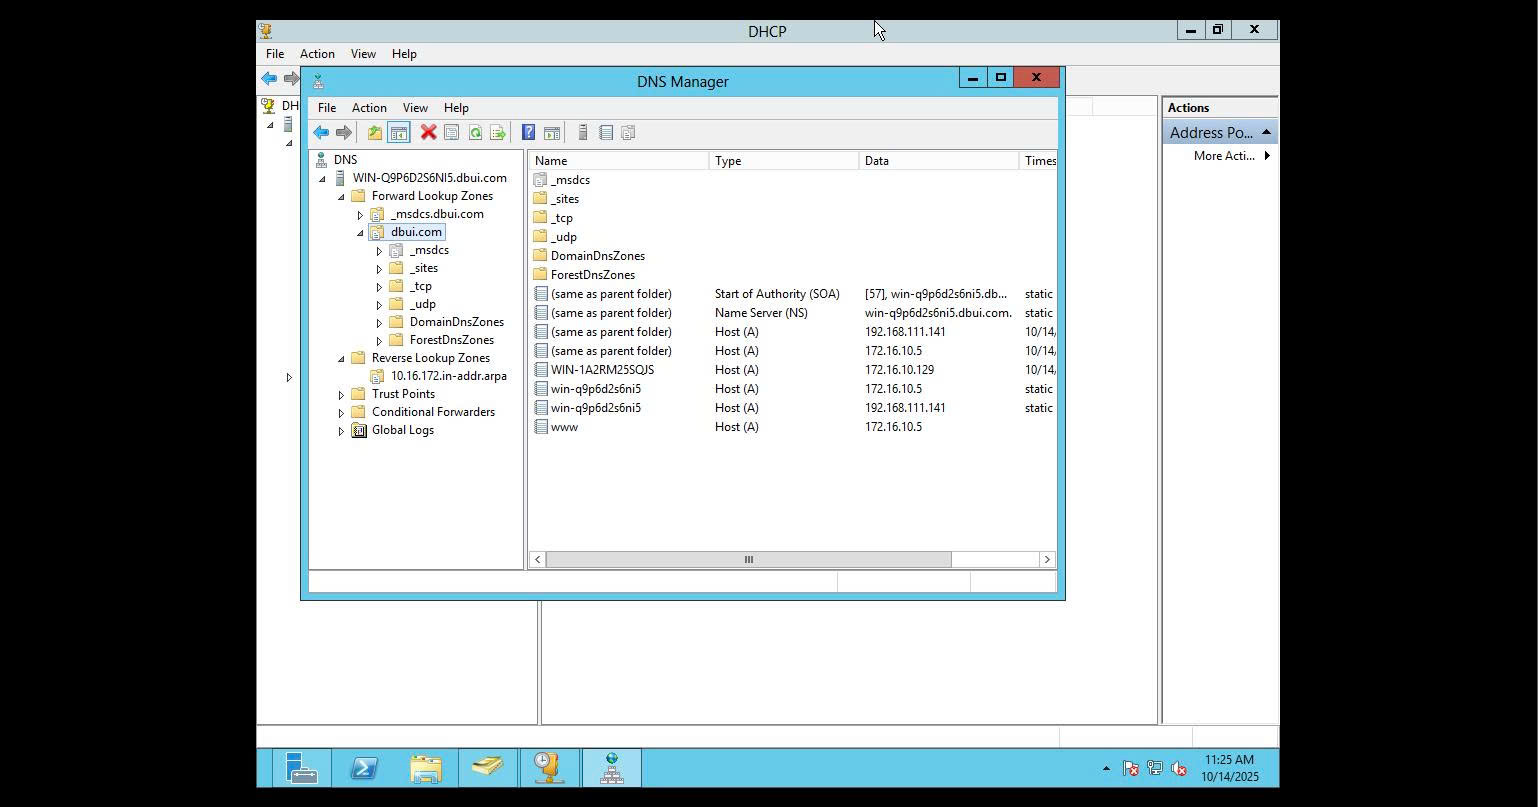 DHCP
File Action View Help
DH
DNS Manager
File Action View Help
DNS
WIN-Q9P6D2S6NI5.dbui.com
Forward Lookup Zones
_msdcs.dbui.com
dbui.com
_msdcs
_sites
_tcp
_udp
DomainDnsZones
ForestDnsZones
Reverse Lookup Zones
10.16.172.in-addr.arpa
Trust Points
Conditional Forwarders
Global Logs
Name Type Data Times
_msdcs
_sites
_tcp
_udp
DomainDnsZones
ForestDnsZones
(same as parent folder) Start of Authority (SOA) [57], win-q9p6d2s6ni5.db... static
(same as parent folder) Name Server (NS) win-q9p6d2s6ni5.dbui.com. static
(same as parent folder) Host (A) 192.168.111.141 10/14/
(same as parent folder) Host (A) 172.16.10.5 10/14/
WIN-1A2RM25SQJS Host (A) 172.16.10.129 10/14/
win-q9p6d2s6ni5 Host (A) 172.16.10.5 static
win-q9p6d2s6ni5 Host (A) 192.168.111.141 static
www Host (A) 172.16.10.5
Actions
Address Po...
More Acti...
11:25 AM
10/14/2025